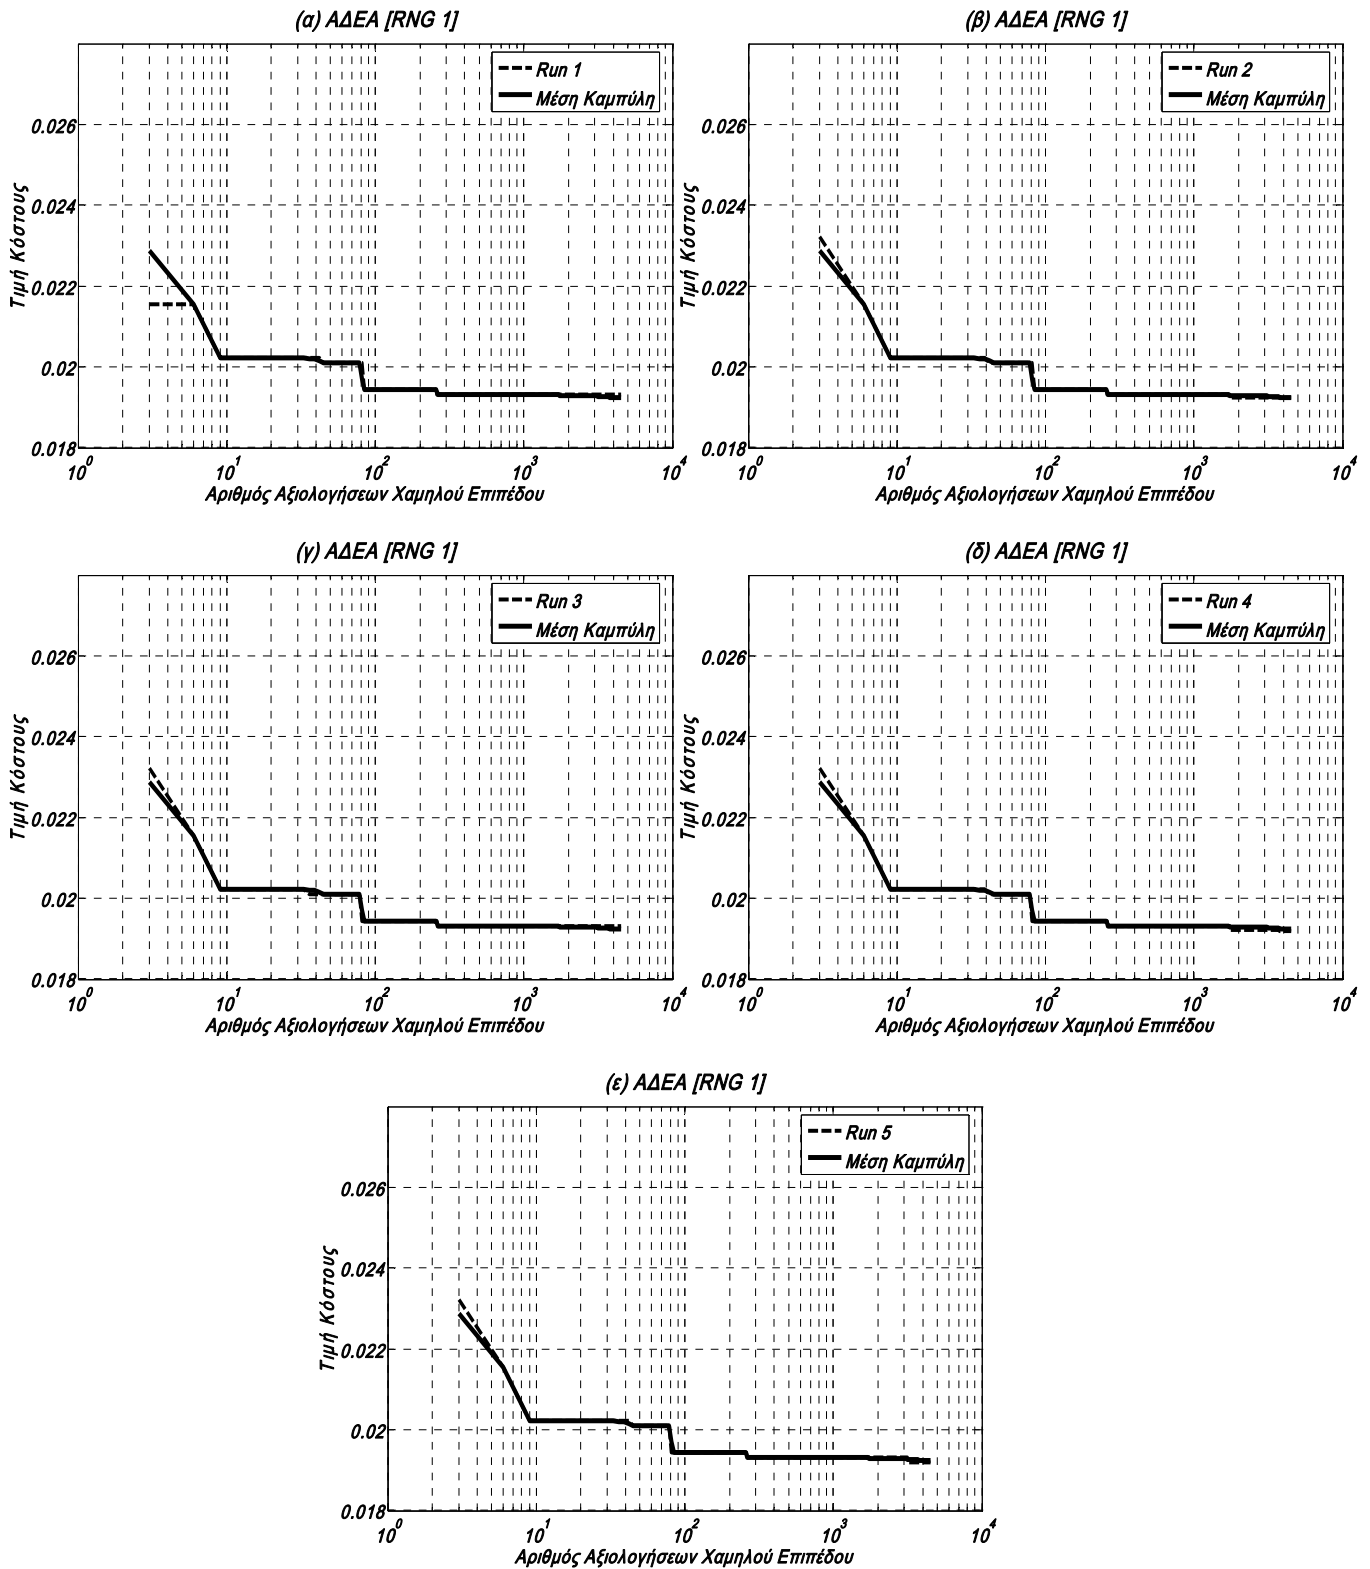 (α) ΑΔΕΑ [RNG 1]
Run 1
Μέση Καμπύλη
Τιμή Κόστους
0.026
0.024
0.022
0.02
0.018
10^0 10^1 10^2 10^3 10^4
Αριθμός Αξιολογήσεων Χαμηλού Επιπέδου
(β) ΑΔΕΑ [RNG 1]
Run 2
Μέση Καμπύλη
Τιμή Κόστους
0.026
0.024
0.022
0.02
0.018
10^0 10^1 10^2 10^3 10^4
Αριθμός Αξιολογήσεων Χαμηλού Επιπέδου
(γ) ΑΔΕΑ [RNG 1]
Run 3
Μέση Καμπύλη
Τιμή Κόστους
0.026
0.024
0.022
0.02
0.018
10^0 10^1 10^2 10^3 10^4
Αριθμός Αξιολογήσεων Χαμηλού Επιπέδου
(δ) ΑΔΕΑ [RNG 1]
Run 4
Μέση Καμπύλη
Τιμή Κόστους
0.026
0.024
0.022
0.02
0.018
10^0 10^1 10^2 10^3 10^4
Αριθμός Αξιολογήσεων Χαμηλού Επιπέδου
(ε) ΑΔΕΑ [RNG 1]
Run 5
Μέση Καμπύλη
Τιμή Κόστους
0.026
0.024
0.022
0.02
0.018
10^0 10^1 10^2 10^3 10^4
Αριθμός Αξιολογήσεων Χαμηλού Επιπέδου